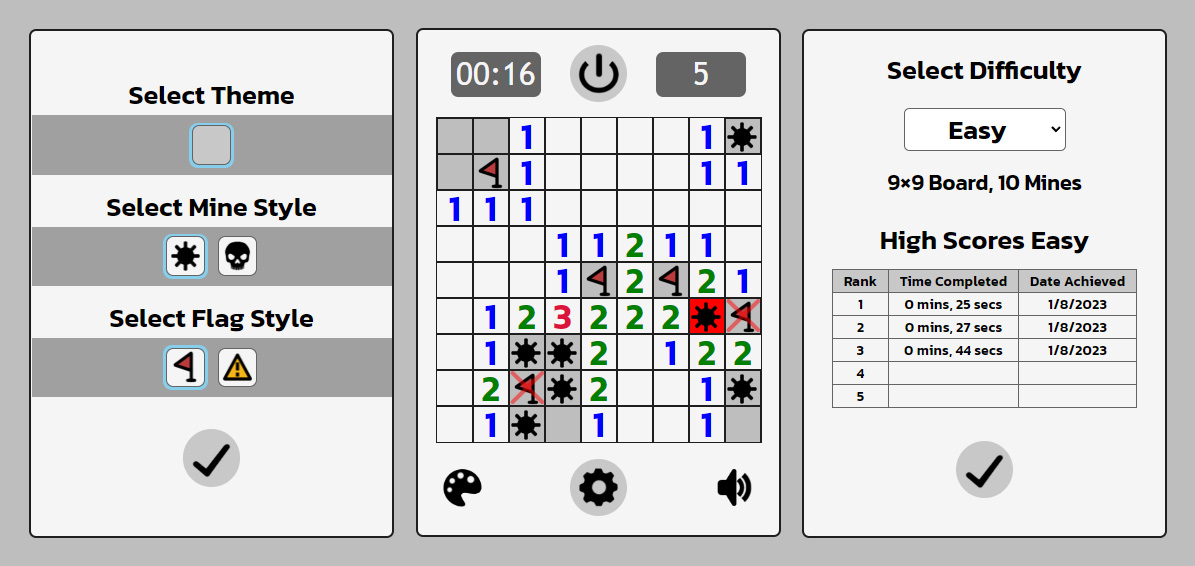 Select Theme
Select Mine Style
Select Flag Style
00:16 5
1 1
1 1 1
1 1 1
1 1 2 1 1
1 2 2 1
1 2 3 2 2 2
1 2 1 2 2
2 2 1
1 1 1
Select Difficulty
Easy
9×9 Board, 10 Mines
High Scores Easy
Rank Time Completed Date Achieved
1 0 mins, 25 secs 1/8/2023
2 0 mins, 27 secs 1/8/2023
3 0 mins, 44 secs 1/8/2023
4
5